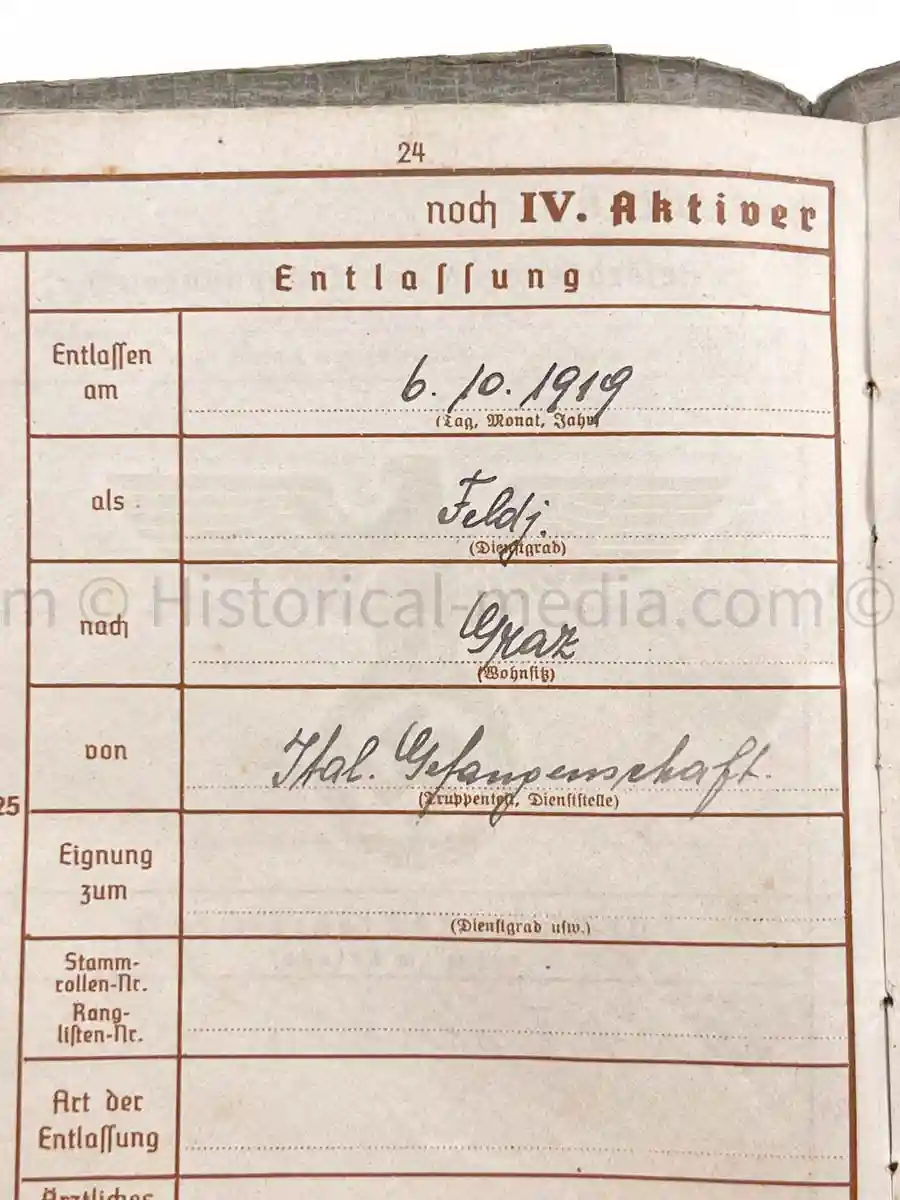 24
noch IV. Aktiver
Entlassung
Entlassen
am
6. 10. 1919
(Tag, Monat, Jahr)
als
Feldj.
(Dienstgrad)
m © Historical-media.com ©
nach
Graz
(Wohnsitz)
von
Ital. Gefangenschaft.
(Truppenteil, Dienststelle)
25
Eignung
zum
(Dienstgrad usw.)
Stamm-
rollen-Nr.
Rang-
listen-Nr.
Art der
Entlassung
Ärztliches